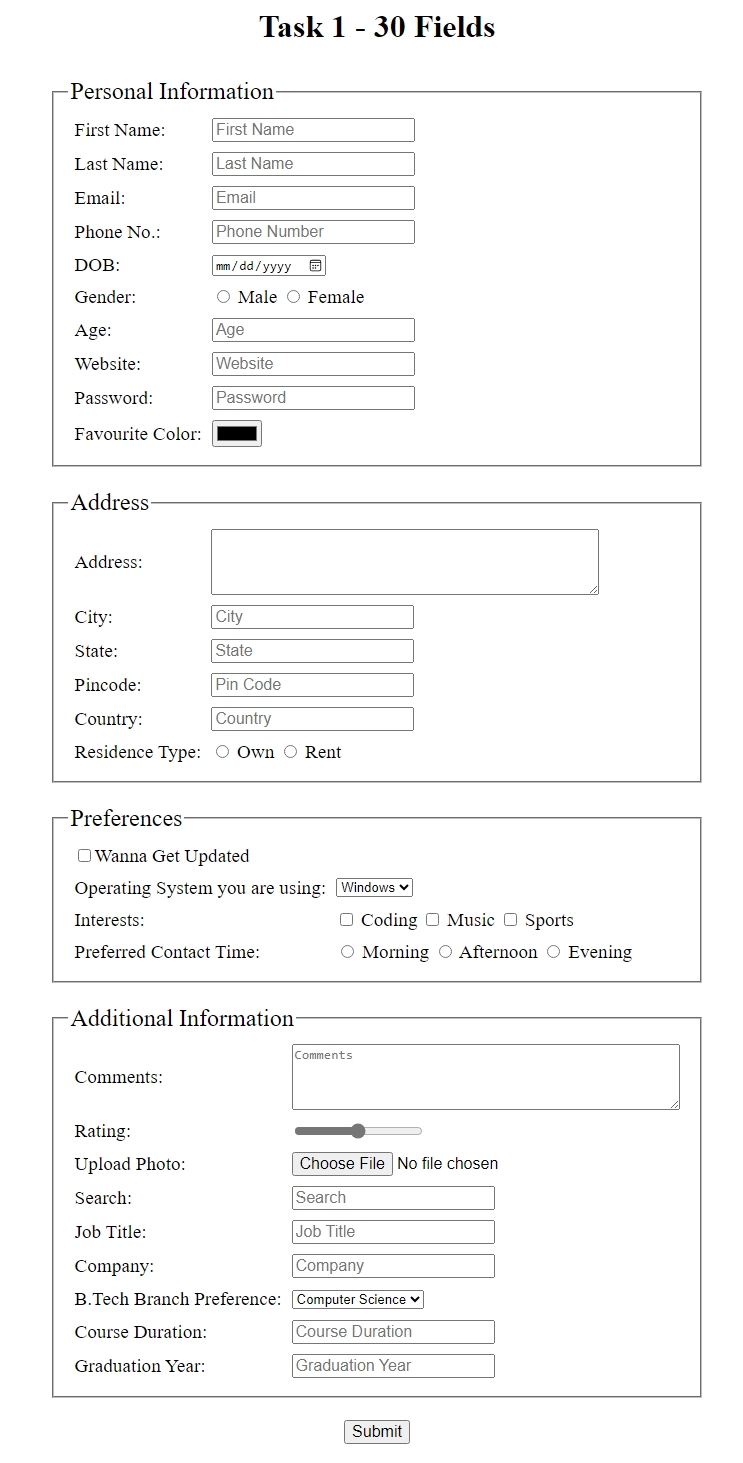 Task 1 - 30 Fields
Personal Information
First Name: First Name
Last Name: Last Name
Email: Email
Phone No.: Phone Number
DOB: mm/dd/yyyy
Gender: Male Female
Age: Age
Website: Website
Password: Password
Favourite Color:
Address
Address:
City: City
State: State
Pincode: Pin Code
Country: Country
Residence Type: Own Rent
Preferences
Wanna Get Updated
Operating System you are using: Windows
Interests: Coding Music Sports
Preferred Contact Time: Morning Afternoon Evening
Additional Information
Comments: Comments
Rating:
Upload Photo: Choose File No file chosen
Search: Search
Job Title: Job Title
Company: Company
B.Tech Branch Preference: Computer Science
Course Duration: Course Duration
Graduation Year: Graduation Year
Submit